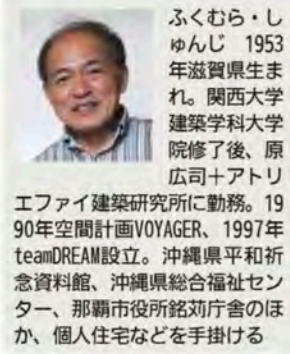 ふくむら・し
ゅんじ　1953
年滋賀県生ま
れ。関西大学
建築学科大学
院修了後、原
広司＋アトリ
エファイ建築研究所に勤務。19
90年空間計画VOYAGER、1997年
teamDREAM設立。沖縄県平和祈
念資料館、沖縄県総合福祉セン
ター、那覇市役所銘苅庁舎のほ
か、個人住宅などを手掛ける